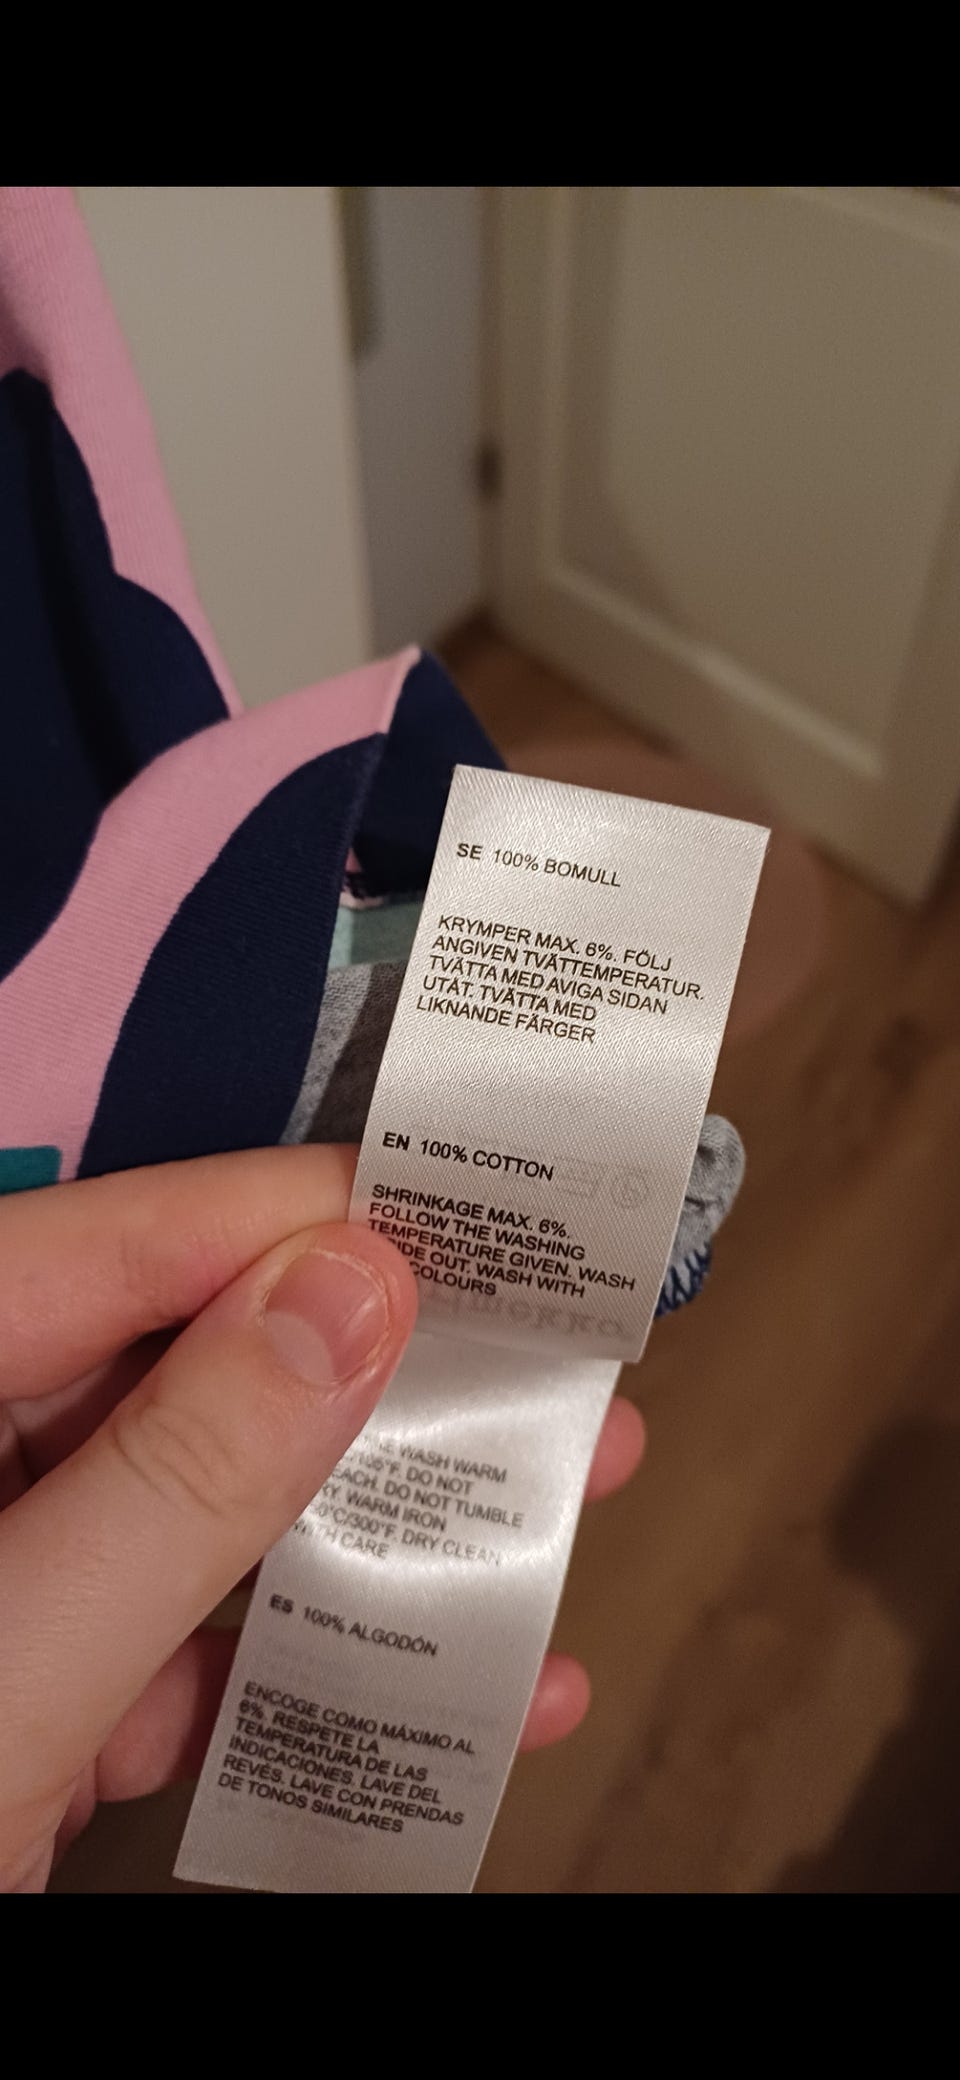 SE 100% BOMULL
KRYMPER MAX. 6%. FÖLJ
ANGIVEN TVÄTTEMPERATUR.
TVÄTTA MED AVIGA SIDAN
UTÅT. TVÄTTA MED
LIKNANDE FÄRGER
EN 100% COTTON
SHRINKAGE MAX. 6%.
FOLLOW THE WASHING
TEMPERATURE GIVEN. WASH
OUT. WASH WITH
COLOURS
WASH WARM
DO NOT
DO NOT TUMBLE
WARM IRON
DRY CLEAN
CARE
ES 100% ALGODÓN
ENCOGE COMO MÁXIMO AL
6%. RESPETE LA
TEMPERATURA DE LAS
INDICACIONES. LAVE DEL
REVÉS. LAVE CON PRENDAS
DE TONOS SIMILARES